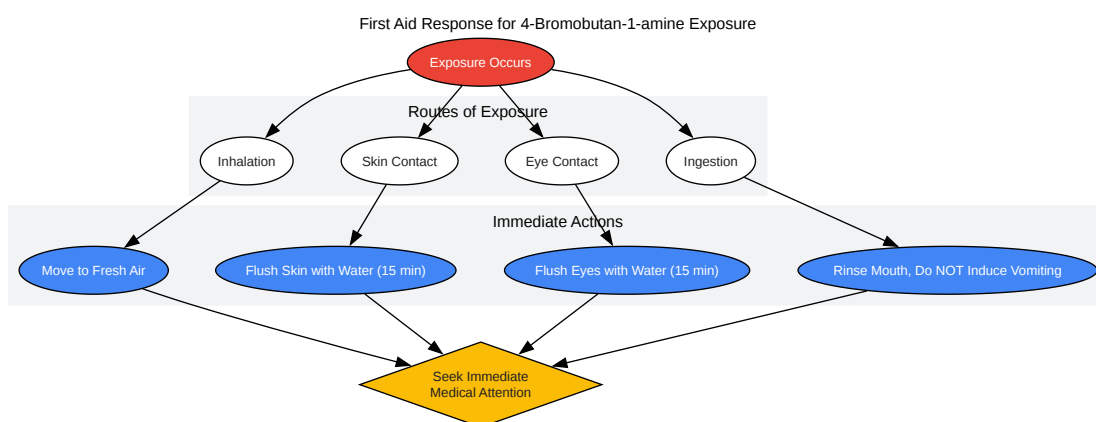 First Aid Response for 4-Bromobutan-1-amine Exposure
Exposure Occurs
Routes of Exposure
Inhalation
Skin Contact
Eye Contact
Ingestion
Immediate Actions
Move to Fresh Air
Flush Skin with Water (15 min)
Flush Eyes with Water (15 min)
Rinse Mouth, Do NOT Induce Vomiting
Seek Immediate
Medical Attention